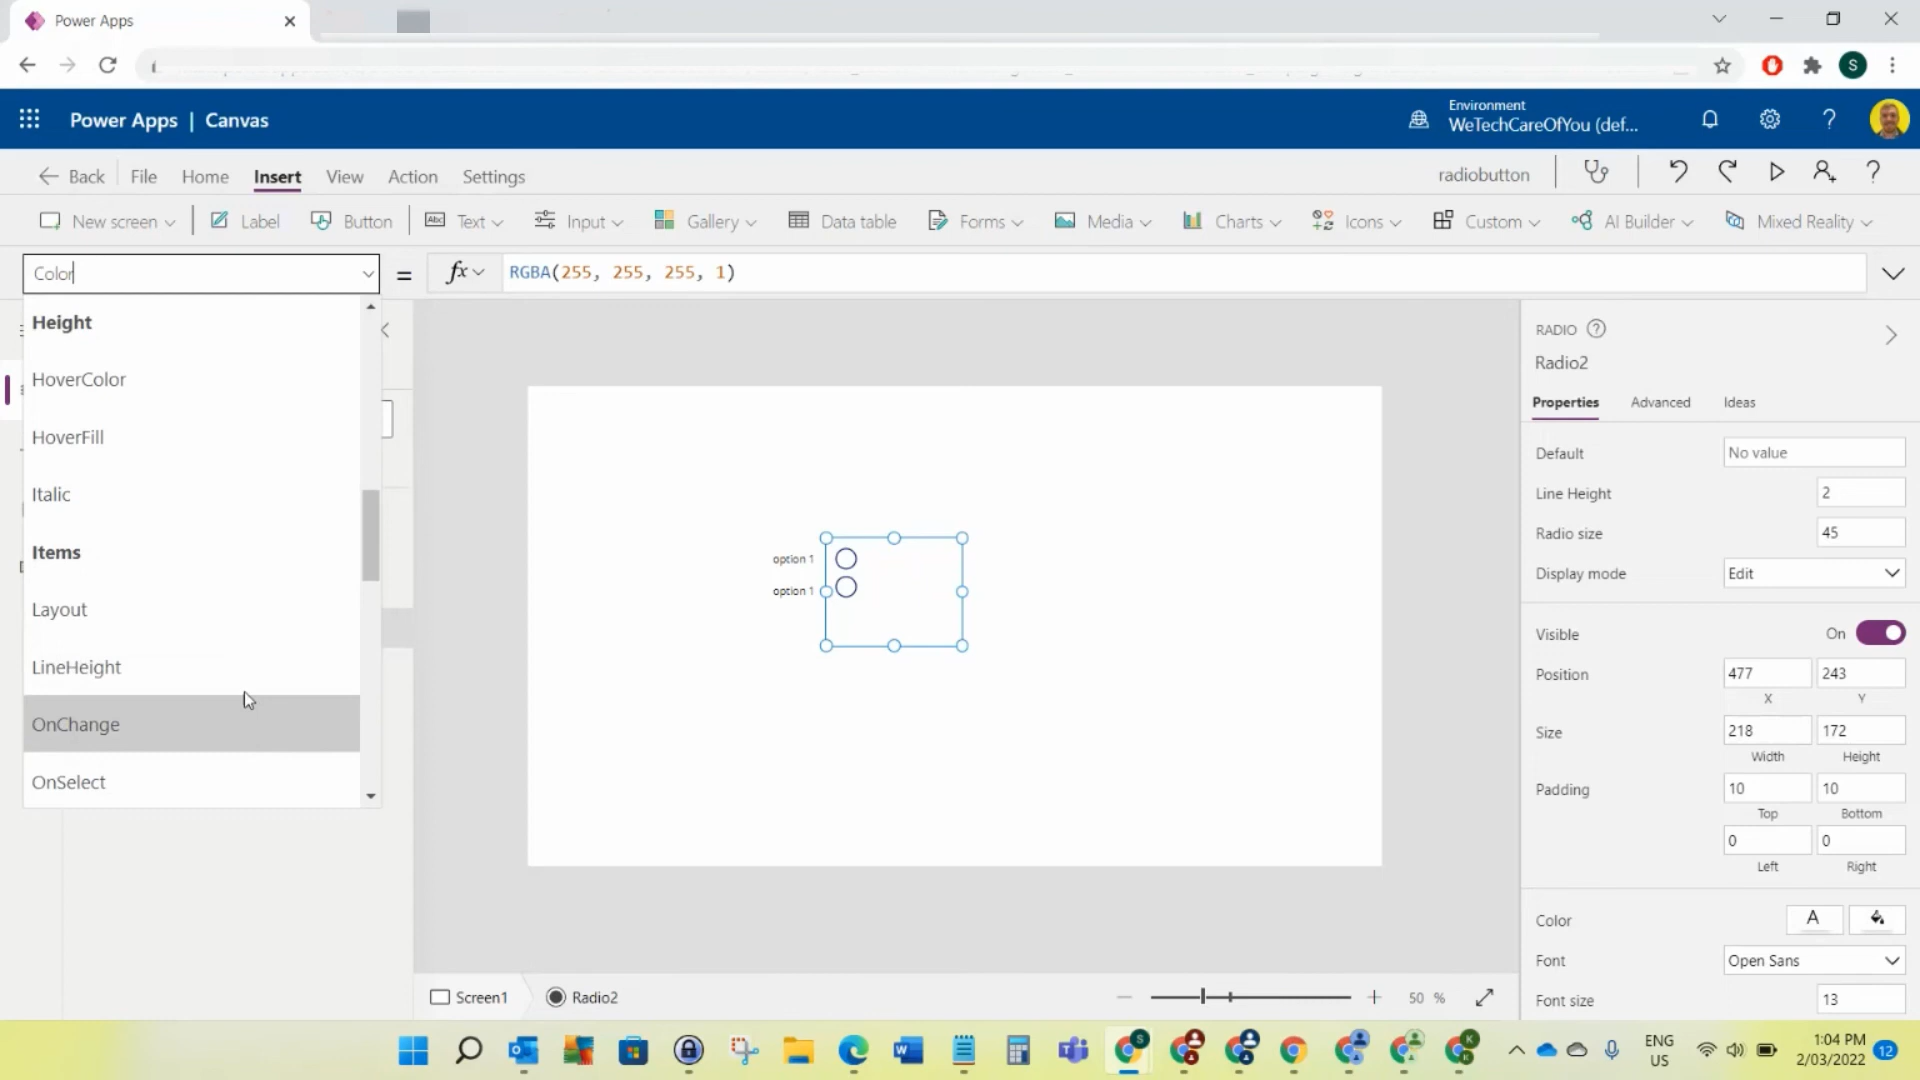 Power Apps
S
Power Apps | Canvas
Environment
WeTechCareOfYou (def...
?
Back File Home Insert View Action Settings
radiobutton
?
New screen Label Button Abc Text Input Gallery Data table Forms Media Charts Icons Custom AI Builder Mixed Reality
Color = fx RGBA(255, 255, 255, 1)
Height
HoverColor
HoverFill
Italic
Items
Layout
LineHeight
OnChange
OnSelect
option 1
option 1
RADIO ?
Radio2
Properties Advanced Ideas
Default No value
Line Height 2
Radio size 45
Display mode Edit
Visible On
Position 477 243
X Y
Size 218 172
Width Height
Padding 10 10
Top Bottom
0 0
Left Right
Color A
Font Open Sans
Font size 13
Screen1 Radio2 50 %
ENG
US
1:04 PM
2/03/2022
12